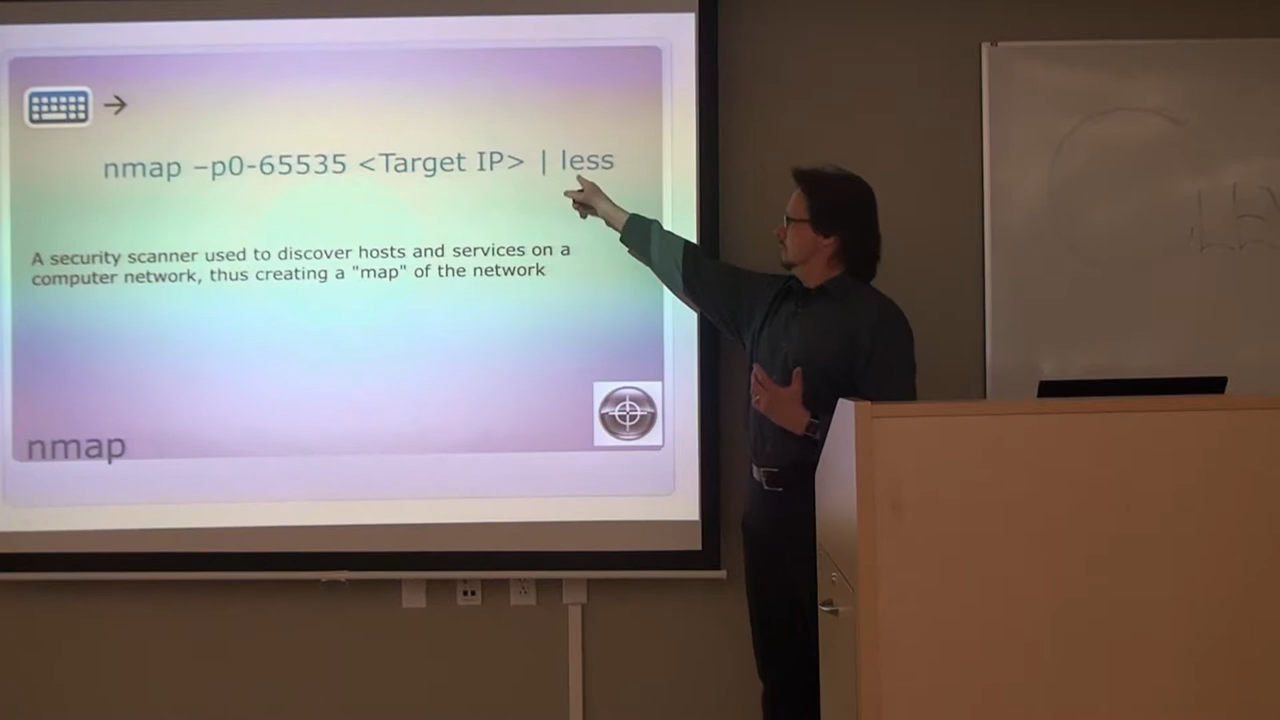 nmap –p0-65535 <Target IP> | less
A security scanner used to discover hosts and services on a
computer network, thus creating a "map" of the network
nmap